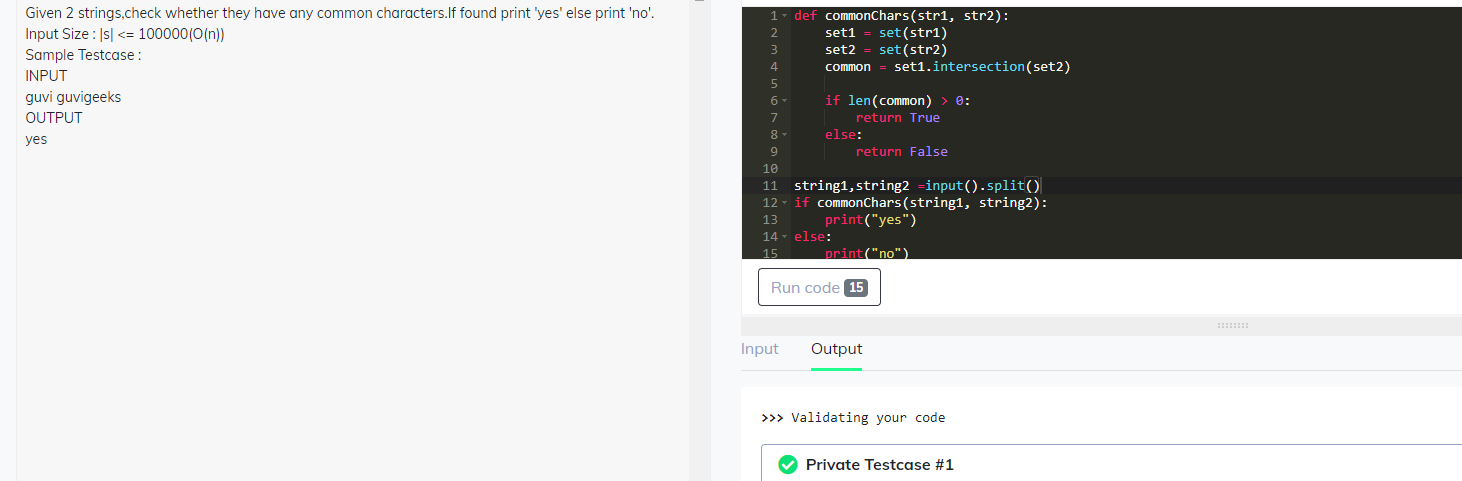 Given 2 strings,check whether they have any common characters.If found print 'yes' else print 'no'.
Input Size : |s| <= 100000(O(n))
Sample Testcase :
INPUT
guvi guvigeeks
OUTPUT
yes
1 def commonChars(str1, str2):
2 set1 = set(str1)
3 set2 = set(str2)
4 common = set1.intersection(set2)
5
6 if len(common) > 0:
7 return True
8 else:
9 return False
10
11 string1,string2 =input().split()
12 if commonChars(string1, string2):
13 print("yes")
14 else:
15 print("no")
Run code 15
Input Output
>>> Validating your code
Private Testcase #1